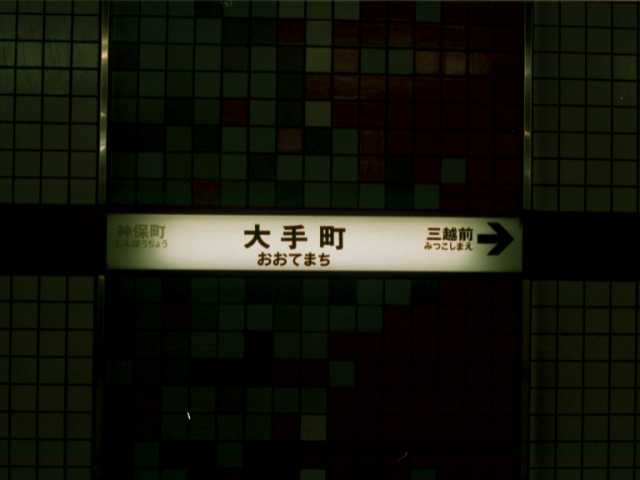 神保町
じんぼうちょう
大手町
おおてまち
三越前
みつこしまえ